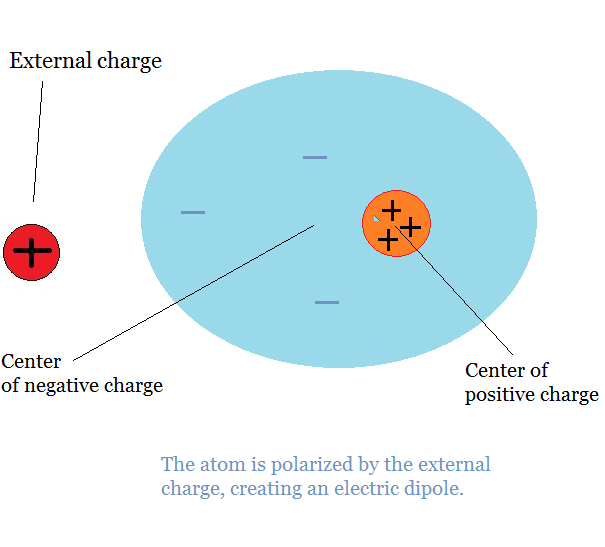 External charge
Center
of negative charge
Center of
positive charge
The atom is polarized by the external
charge, creating an electric dipole.